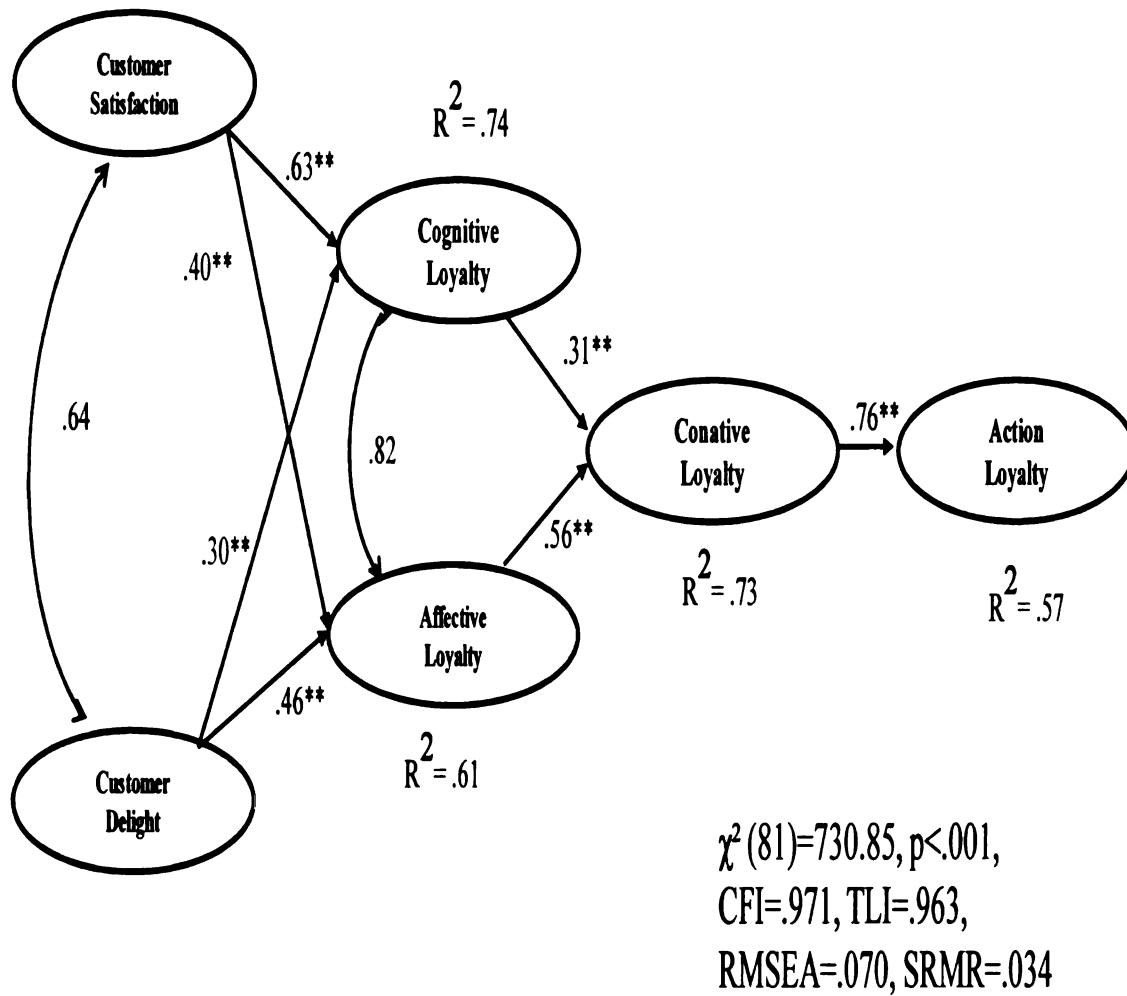 Customer
Satisfaction
R²= .74
.63**
Cognitive
Loyalty
.40**
.31**
.64
.82
.76**
Conative
Loyalty
Action
Loyalty
.30**
.56**
R²= .73
R²= .57
Affective
Loyalty
.46**
R²= .61
Customer
Delight
χ² (81)=730.85, p<.001,
CFI=.971, TLI=.963,
RMSEA=.070, SRMR=.034